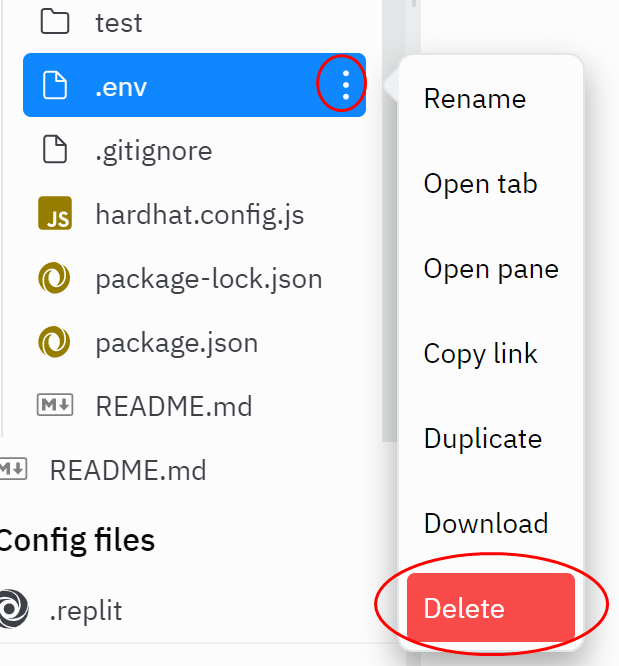 test
.env
.gitignore
JS
hardhat.config.js
package-lock.json
package.json
M
README.md
M
README.md
Config files
.replit
Rename
Open tab
Open pane
Copy link
Duplicate
Download
Delete